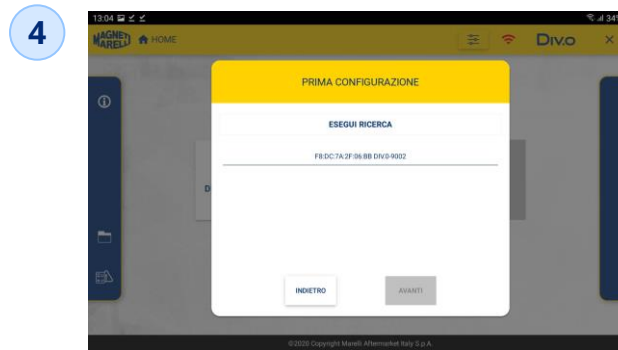 4
13:04
34%
MAGNETI
MARELLI
HOME
DIV.O
×
PRIMA CONFIGURAZIONE
ESEGUI RICERCA
F8:DC:7A:2F:06:BB DIV.0-9002
D
INDIETRO
AVANTI
©2020 Copyright Marelli Aftermarket Italy S.p.A.